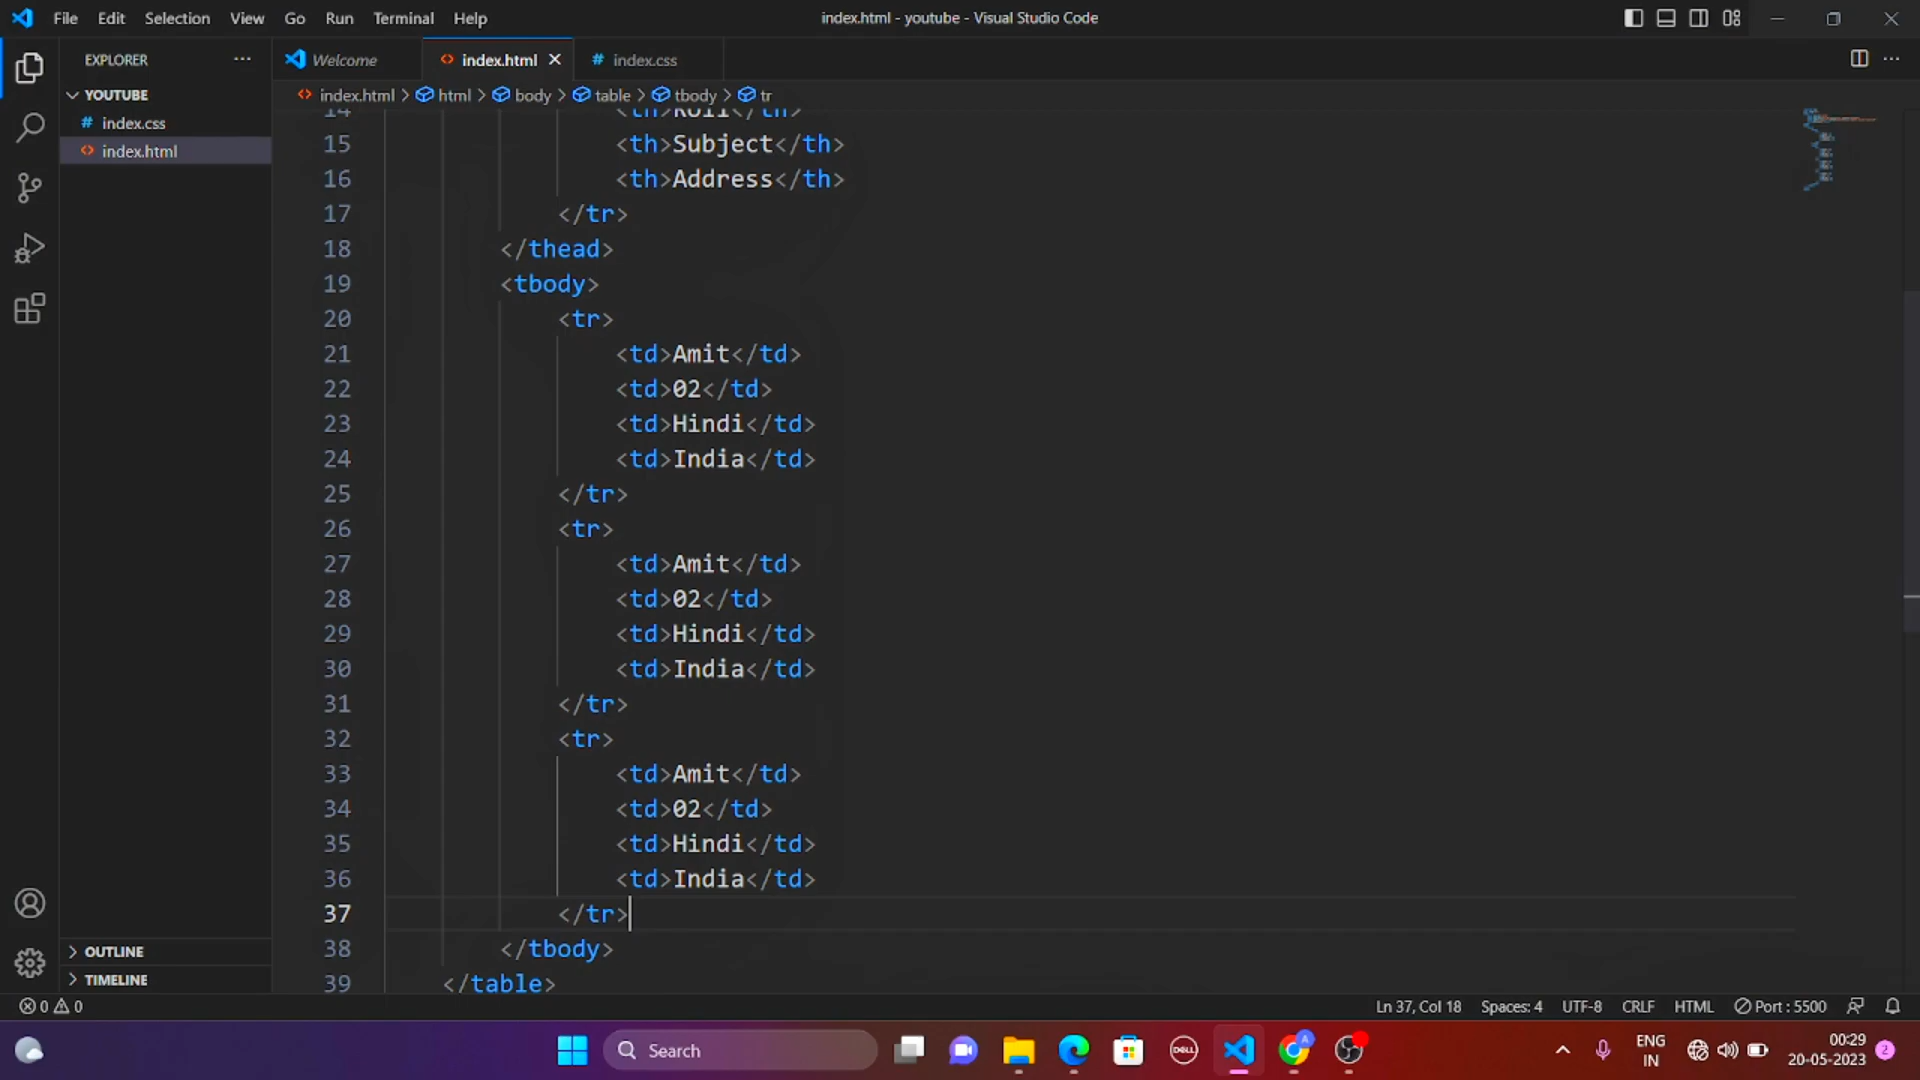 File Edit Selection View Go Run Terminal Help
index.html - youtube - Visual Studio Code
EXPLORER
Welcome
index.html
index.css
YOUTUBE
index.css
index.html
OUTLINE
TIMELINE
index.html > html > body > table > tbody > tr
14 <th>Roll</th>
15 <th>Subject</th>
16 <th>Address</th>
17 </tr>
18 </thead>
19 <tbody>
20 <tr>
21 <td>Amit</td>
22 <td>02</td>
23 <td>Hindi</td>
24 <td>India</td>
25 </tr>
26 <tr>
27 <td>Amit</td>
28 <td>02</td>
29 <td>Hindi</td>
30 <td>India</td>
31 </tr>
32 <tr>
33 <td>Amit</td>
34 <td>02</td>
35 <td>Hindi</td>
36 <td>India</td>
37 </tr>
38 </tbody>
39 </table>
0 0
Ln 37, Col 18 Spaces: 4 UTF-8 CRLF HTML Port : 5500
Search
DELL
A
ENG
IN
00:29
20-05-2023
2